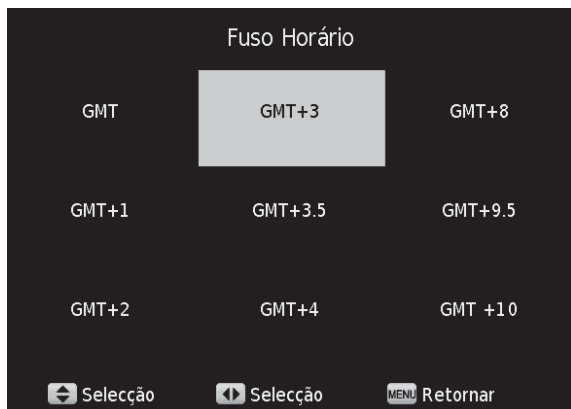 Fuso Horário
GMT GMT+3 GMT+8
GMT+1 GMT+3.5 GMT+9.5
GMT+2 GMT+4 GMT +10
Selecção Selecção MENU Retornar